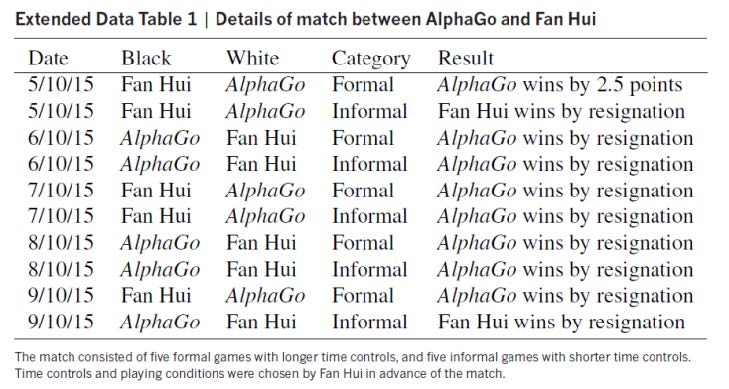 Extended Data Table 1 | Details of match between AlphaGo and Fan Hui
Date Black White Category Result
5/10/15 Fan Hui AlphaGo Formal AlphaGo wins by 2.5 points
5/10/15 Fan Hui AlphaGo Informal Fan Hui wins by resignation
6/10/15 AlphaGo Fan Hui Formal AlphaGo wins by resignation
6/10/15 AlphaGo Fan Hui Informal AlphaGo wins by resignation
7/10/15 Fan Hui AlphaGo Formal AlphaGo wins by resignation
7/10/15 Fan Hui AlphaGo Informal AlphaGo wins by resignation
8/10/15 AlphaGo Fan Hui Formal AlphaGo wins by resignation
8/10/15 AlphaGo Fan Hui Informal AlphaGo wins by resignation
9/10/15 Fan Hui AlphaGo Formal AlphaGo wins by resignation
9/10/15 AlphaGo Fan Hui Informal Fan Hui wins by resignation
The match consisted of five formal games with longer time controls, and five informal games with shorter time controls.
Time controls and playing conditions were chosen by Fan Hui in advance of the match.